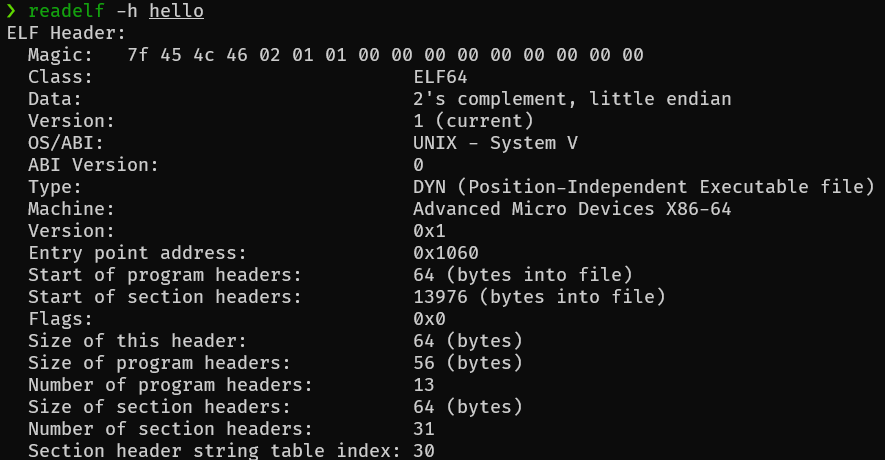 ❯ readelf -h hello
ELF Header:
  Magic:   7f 45 4c 46 02 01 01 00 00 00 00 00 00 00 00 00
  Class:                             ELF64
  Data:                              2's complement, little endian
  Version:                           1 (current)
  OS/ABI:                            UNIX - System V
  ABI Version:                       0
  Type:                              DYN (Position-Independent Executable file)
  Machine:                           Advanced Micro Devices X86-64
  Version:                           0x1
  Entry point address:               0x1060
  Start of program headers:          64 (bytes into file)
  Start of section headers:          13976 (bytes into file)
  Flags:                             0x0
  Size of this header:               64 (bytes)
  Size of program headers:           56 (bytes)
  Number of program headers:         13
  Size of section headers:           64 (bytes)
  Number of section headers:         31
  Section header string table index: 30